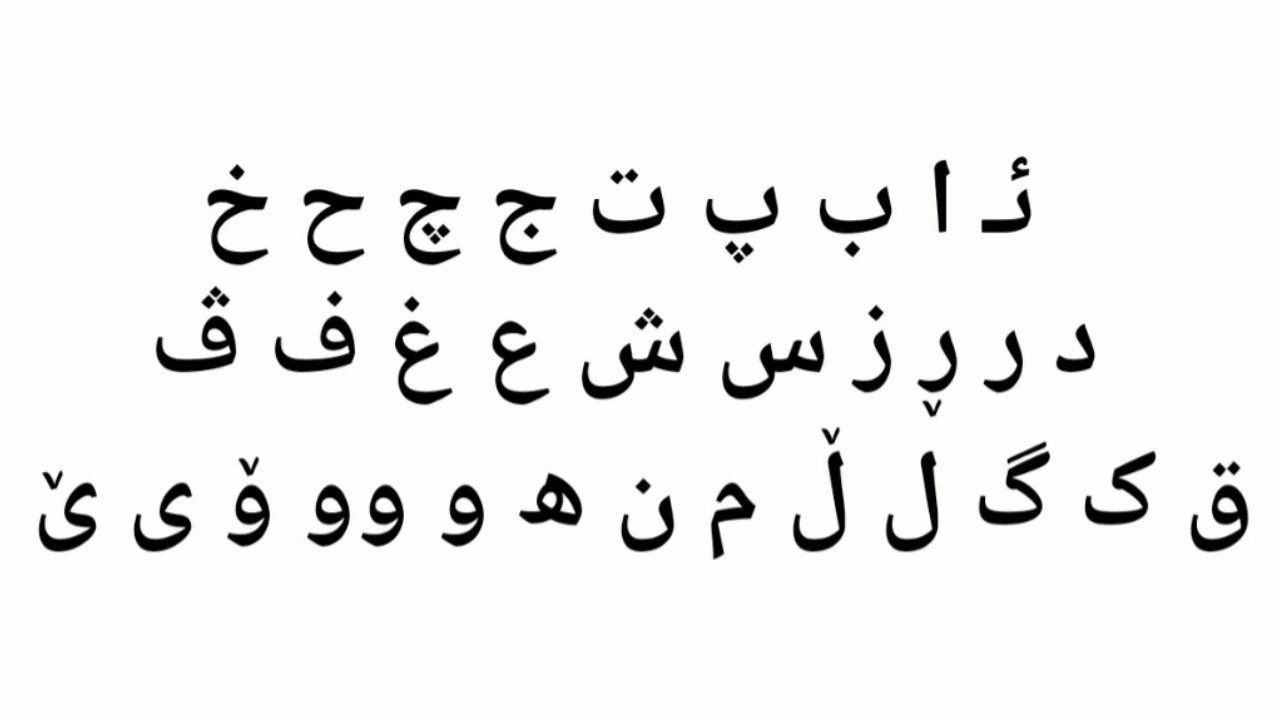 ئـ ا ب پ ت ج چ ح خ
د ر ڕ ز س ش ع غ ف ڤ
ق ک گ ل ڵ م ن ھ و وو ۆ ی ێ